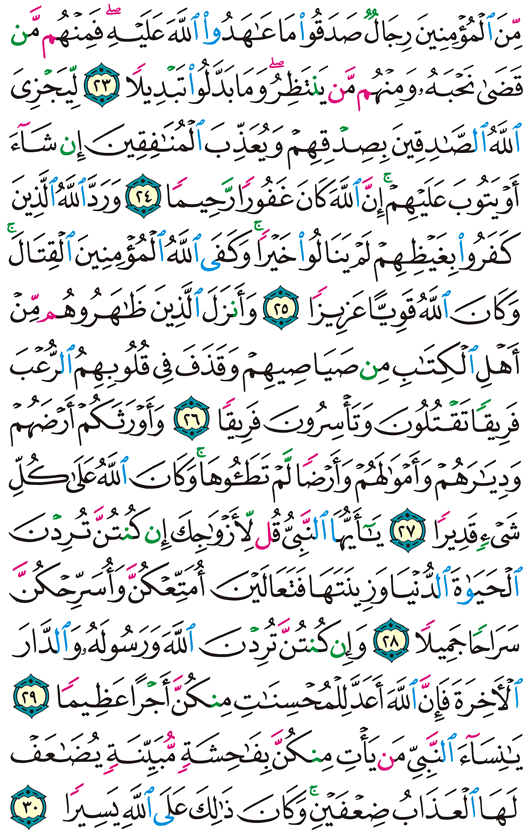 مِّنَ ٱلْمُؤْمِنِينَ رِجَالٌ صَدَقُوا۟ مَا عَٰهَدُوا۟ ٱللَّهَ عَلَيْهِ ۖ فَمِنْهُم مَّن
قَضَىٰ نَحْبَهُۥ وَمِنْهُم مَّن يَنتَظِرُ ۖ وَمَا بَدَّلُوا۟ تَبْدِيلًا ٢٣ لِّيَجْزِىَ
ٱللَّهُ ٱلصَّٰدِقِينَ بِصِدْقِهِمْ وَيُعَذِّبَ ٱلْمُنَٰفِقِينَ إِن شَآءَ
أَوْ يَتُوبَ عَلَيْهِمْ ۚ إِنَّ ٱللَّهَ كَانَ غَفُورًا رَّحِيمًا ٢٤ وَرَدَّ ٱللَّهُ ٱلَّذِينَ
كَفَرُوا۟ بِغَيْظِهِمْ لَمْ يَنَالُوا۟ خَيْرًا ۚ وَكَفَى ٱللَّهُ ٱلْمُؤْمِنِينَ ٱلْقِتَالَ ۚ
وَكَانَ ٱللَّهُ قَوِيًّا عَزِيزًا ٢٥ وَأَنزَلَ ٱلَّذِينَ ظَٰهَرُوهُم مِّنْ
أَهْلِ ٱلْكِتَٰبِ مِن صَيَاصِيهِمْ وَقَذَفَ فِى قُلُوبِهِمُ ٱلرُّعْبَ
فَرِيقًا تَقْتُلُونَ وَتَأْسِرُونَ فَرِيقًا ٢٦ وَأَوْرَثَكُمْ أَرْضَهُمْ
وَدِيَٰرَهُمْ وَأَمْوَٰلَهُمْ وَأَرْضًا لَّمْ تَطَـُٔوهَا ۚ وَكَانَ ٱللَّهُ عَلَىٰ كُلِّ
شَىْءٍ قَدِيرًا ٢٧ يَٰٓأَيُّهَا ٱلنَّبِىُّ قُل لِّأَزْوَٰجِكَ إِن كُنتُنَّ تُرِدْنَ
ٱلْحَيَوٰةَ ٱلدُّنْيَا وَزِينَتَهَا فَتَعَالَيْنَ أُمَتِّعْكُنَّ وَأُسَرِّحْكُنَّ
سَرَاحًا جَمِيلًا ٢٨ وَإِن كُنتُنَّ تُرِدْنَ ٱللَّهَ وَرَسُولَهُۥ وَٱلدَّارَ
ٱلْءَاخِرَةَ فَإِنَّ ٱللَّهَ أَعَدَّ لِلْمُحْسِنَٰتِ مِنكُنَّ أَجْرًا عَظِيمًا ٢٩
يَٰنِسَآءَ ٱلنَّبِىِّ مَن يَأْتِ مِنكُنَّ بِفَٰحِشَةٍ مُّبَيِّنَةٍ يُضَٰعَفْ
لَهَا ٱلْعَذَابُ ضِعْفَيْنِ ۚ وَكَانَ ذَٰلِكَ عَلَى ٱللَّهِ يَسِيرًا ٣٠